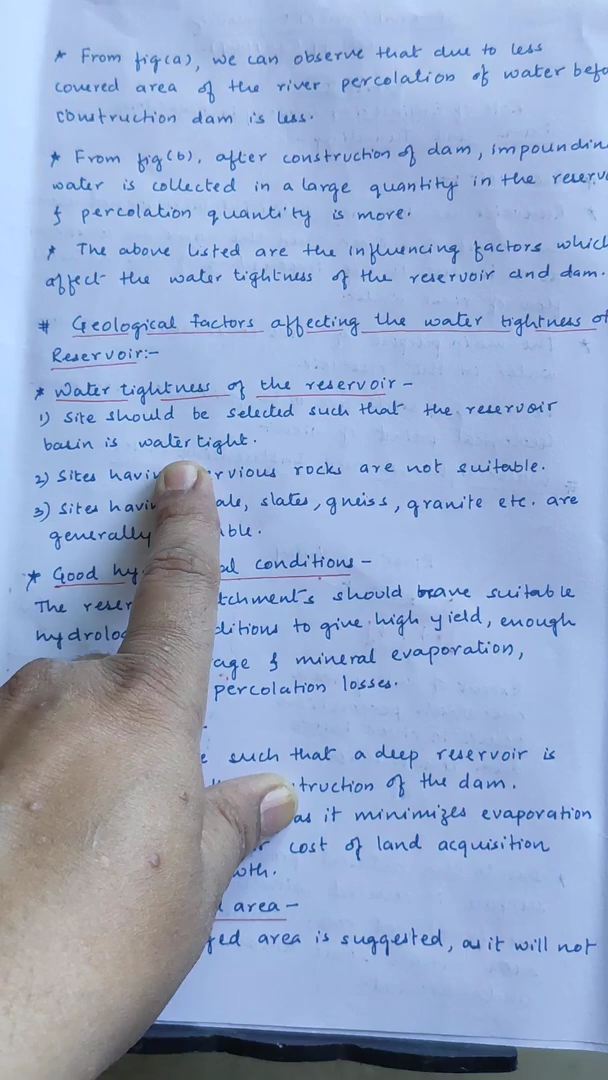 * From fig(a), we can observe that due to less
covered area of the river percolation of water befo
construction dam is less.
* From fig(b), after construction of dam, impoundin
water is collected in a large quantity in the reserv
& percolation quantity is more.
* The above listed are the influencing factors which
affect the water tightness of the reservoir and dam.
# Geological factors affecting the water tightness of
Reservoir:-
* Water tightness of the reservoir -
1) Site should be selected such that the reservoir
basin is water tight.
2) Sites havin rvious rocks are not suitable.
3) Sites havin ale, slates, gneiss, granite etc. are
generally ble.
* Good hy al conditions -
The reser tchment's should have suitable
hydrolo ditions to give high yield, enough
age & mineral evaporation,
percolation losses.
e such that a deep reservoir is
truction of the dam.
as it minimizes evaporation
cost of land acquisition
wth.
area -
ged area is suggested, as it will not